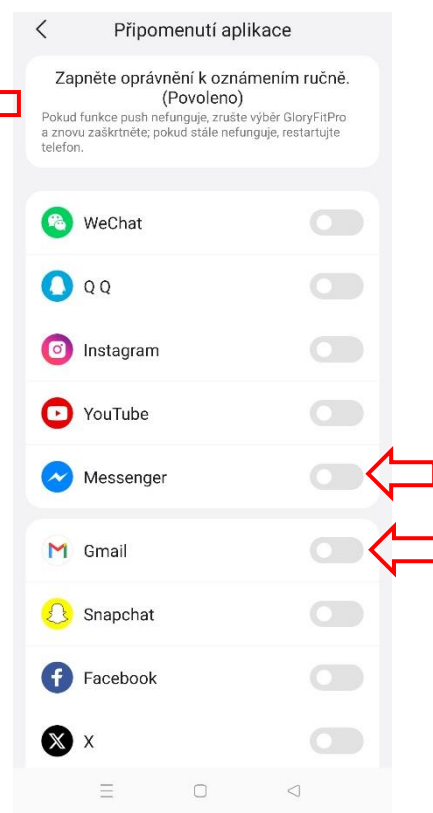 Připomenutí aplikace
Zapněte oprávnění k oznámením ručně.
(Povoleno)
Pokud funkce push nefunguje, zrušte výběr GloryFitPro
a znovu zaškrtněte; pokud stále nefunguje, restartujte
telefon.
WeChat
Q Q
Instagram
YouTube
Messenger
Gmail
Snapchat
Facebook
X